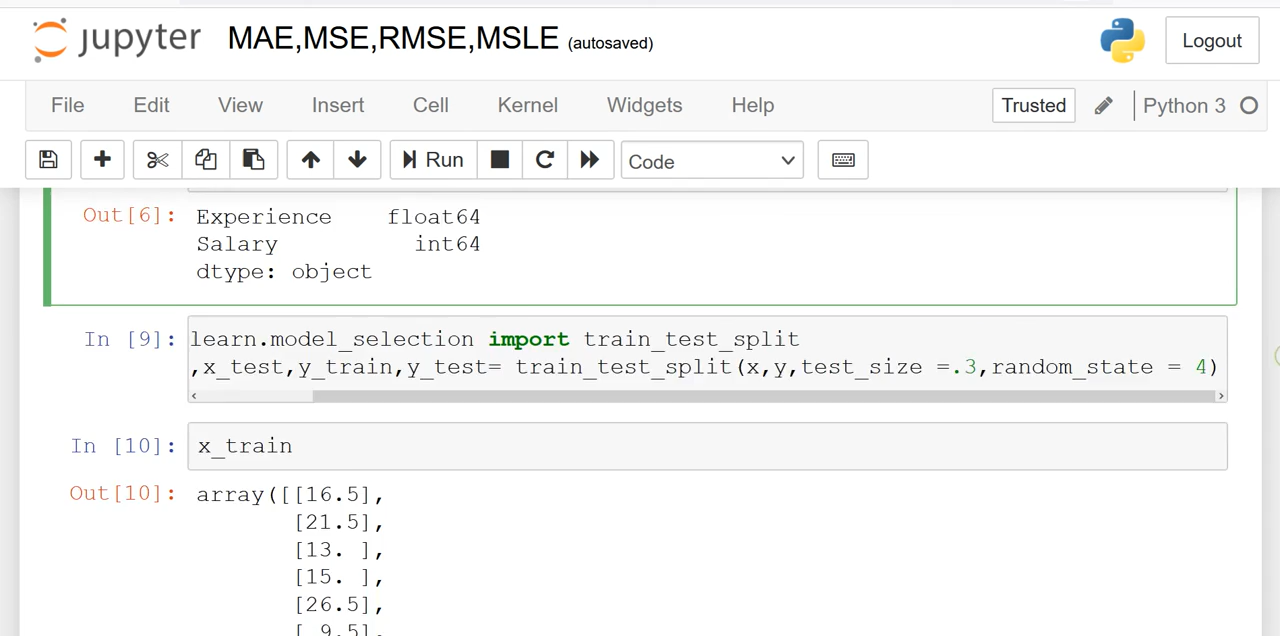 jupyter MAE,MSE,RMSE,MSLE (autosaved) Logout
File Edit View Insert Cell Kernel Widgets Help Trusted Python 3
Run Code
Out[6]: Experience float64
Salary int64
dtype: object
In [9]: learn.model_selection import train_test_split
,x_test,y_train,y_test= train_test_split(x,y,test_size =.3,random_state = 4)
In [10]: x_train
Out[10]: array([[16.5],
[21.5],
[13. ],
[15. ],
[26.5],
[ 9.5],